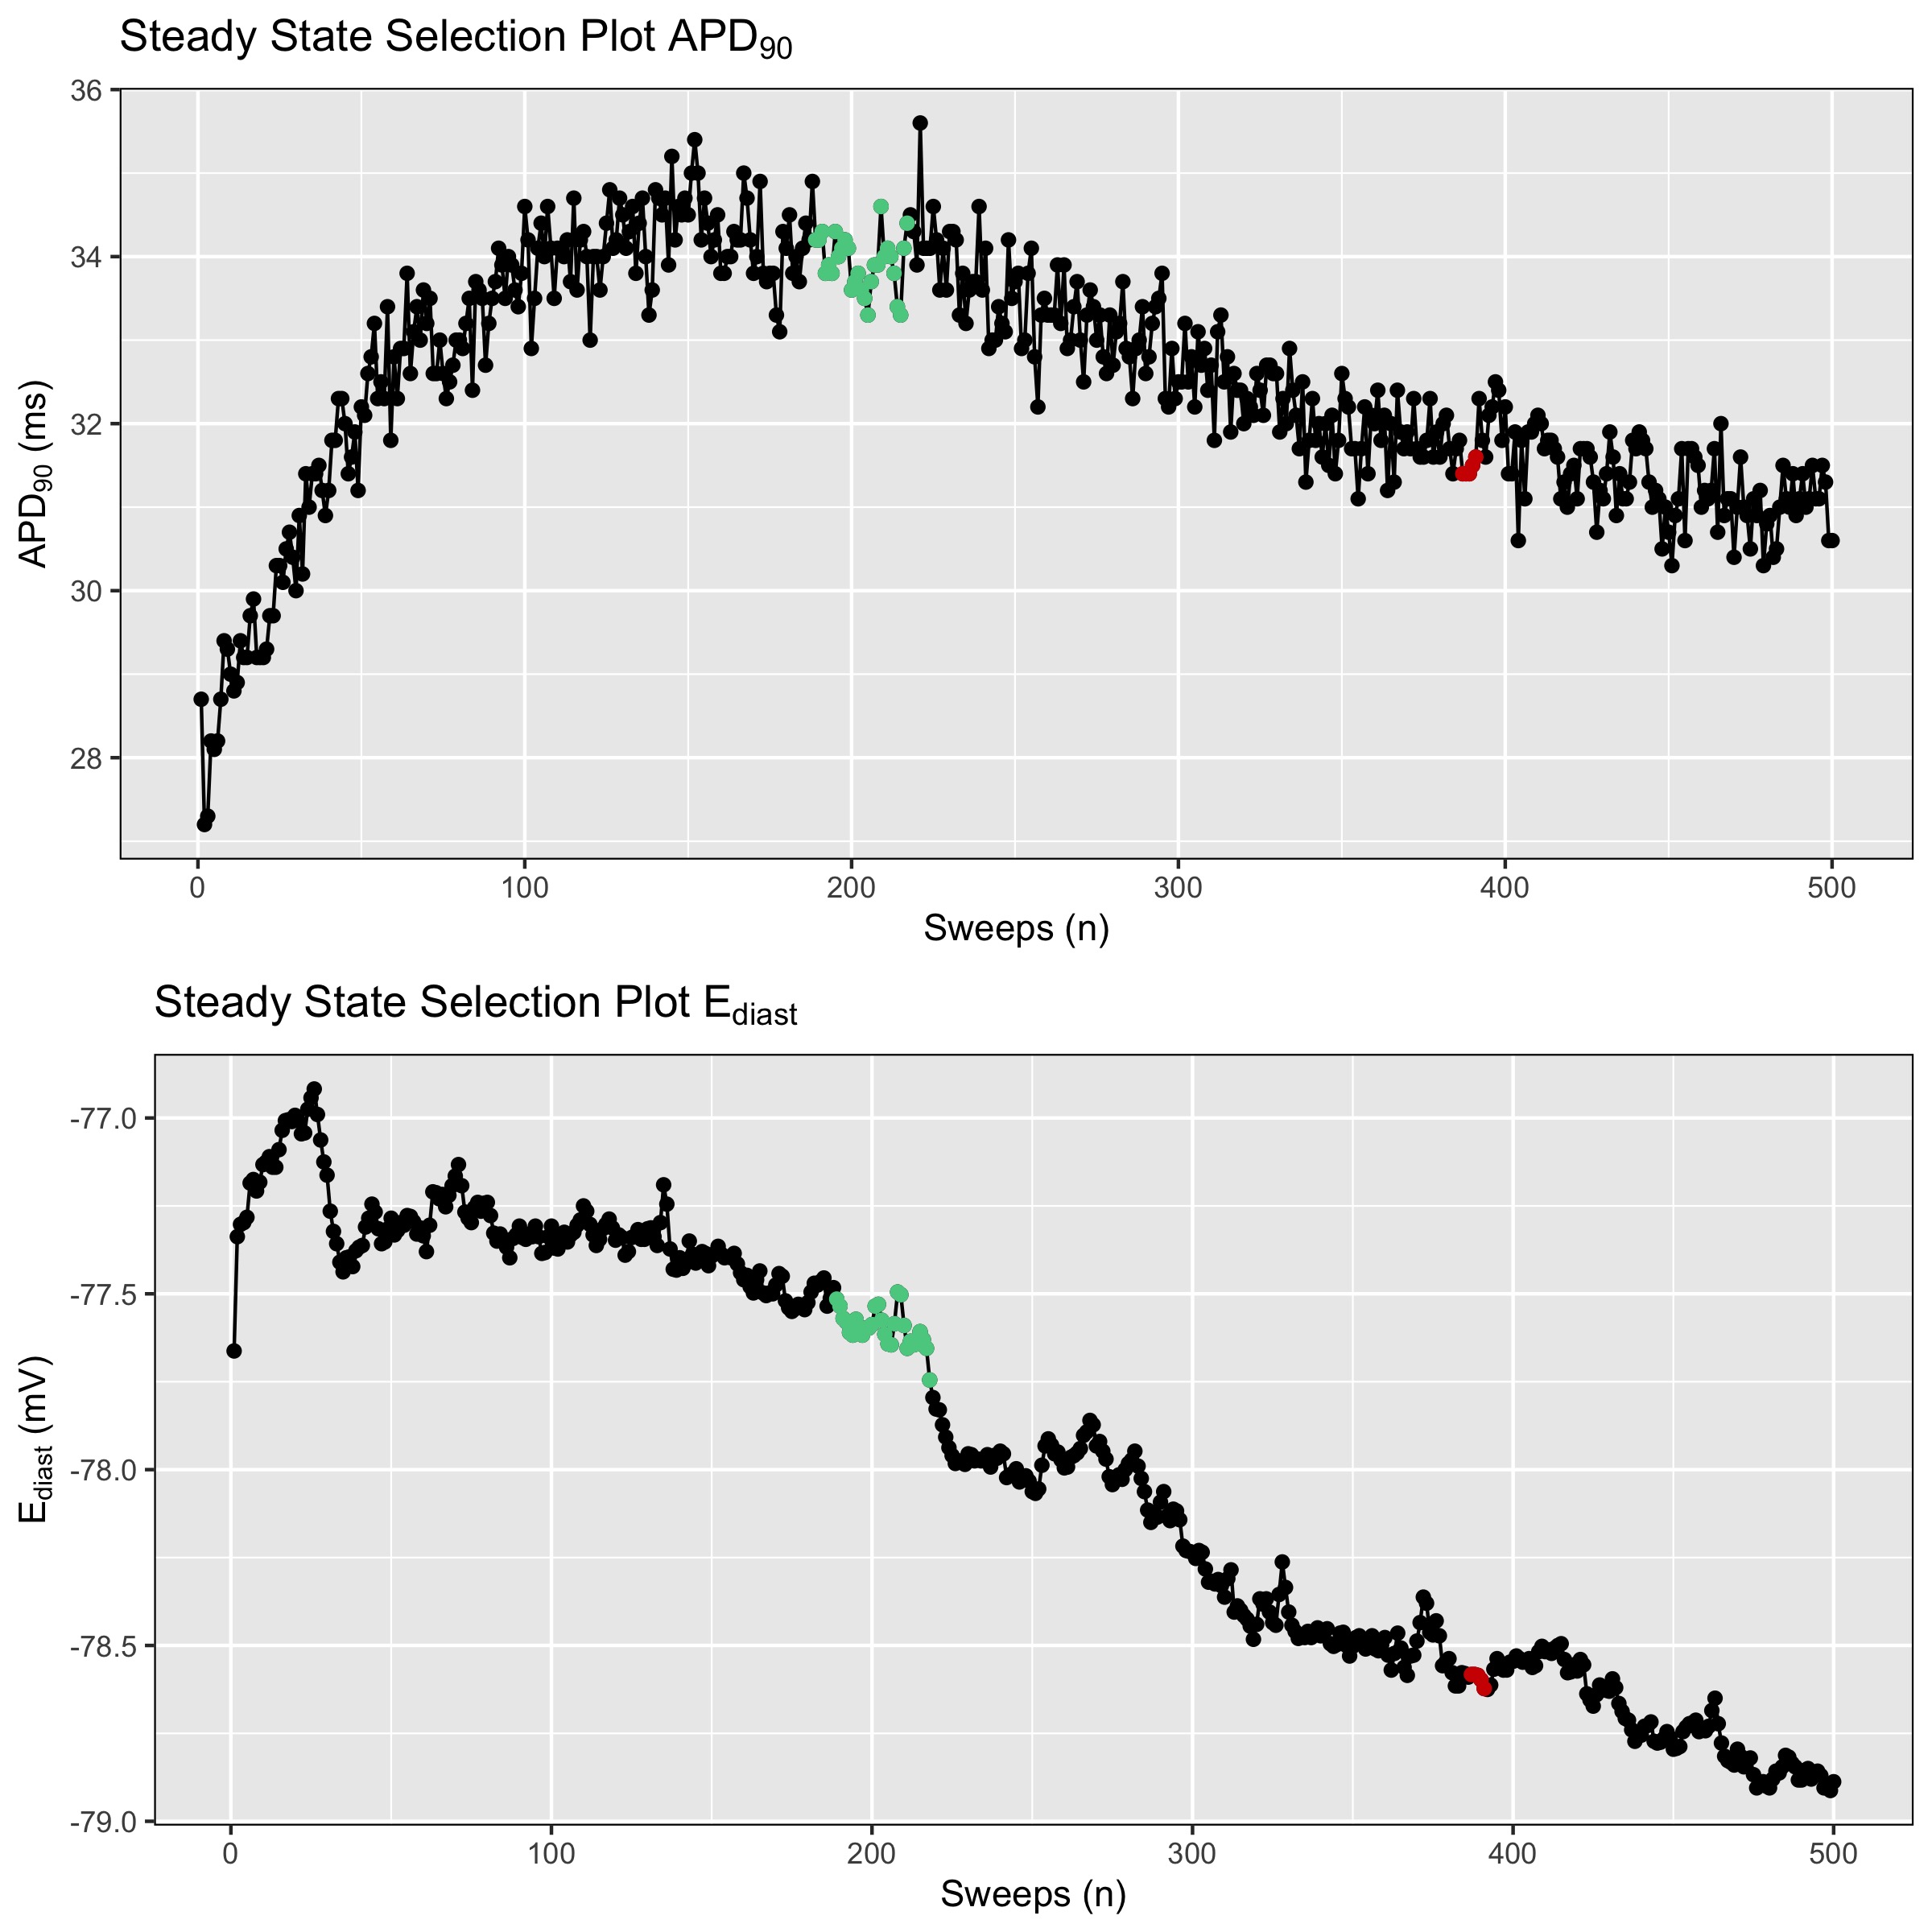 Steady State Selection Plot APD90
36
34
32
30
28
APD90 (ms)
0 100 200 300 400 500
Sweeps (n)
Steady State Selection Plot Ediast
-77.0
-77.5
-78.0
-78.5
-79.0
Ediast (mV)
0 100 200 300 400 500
Sweeps (n)